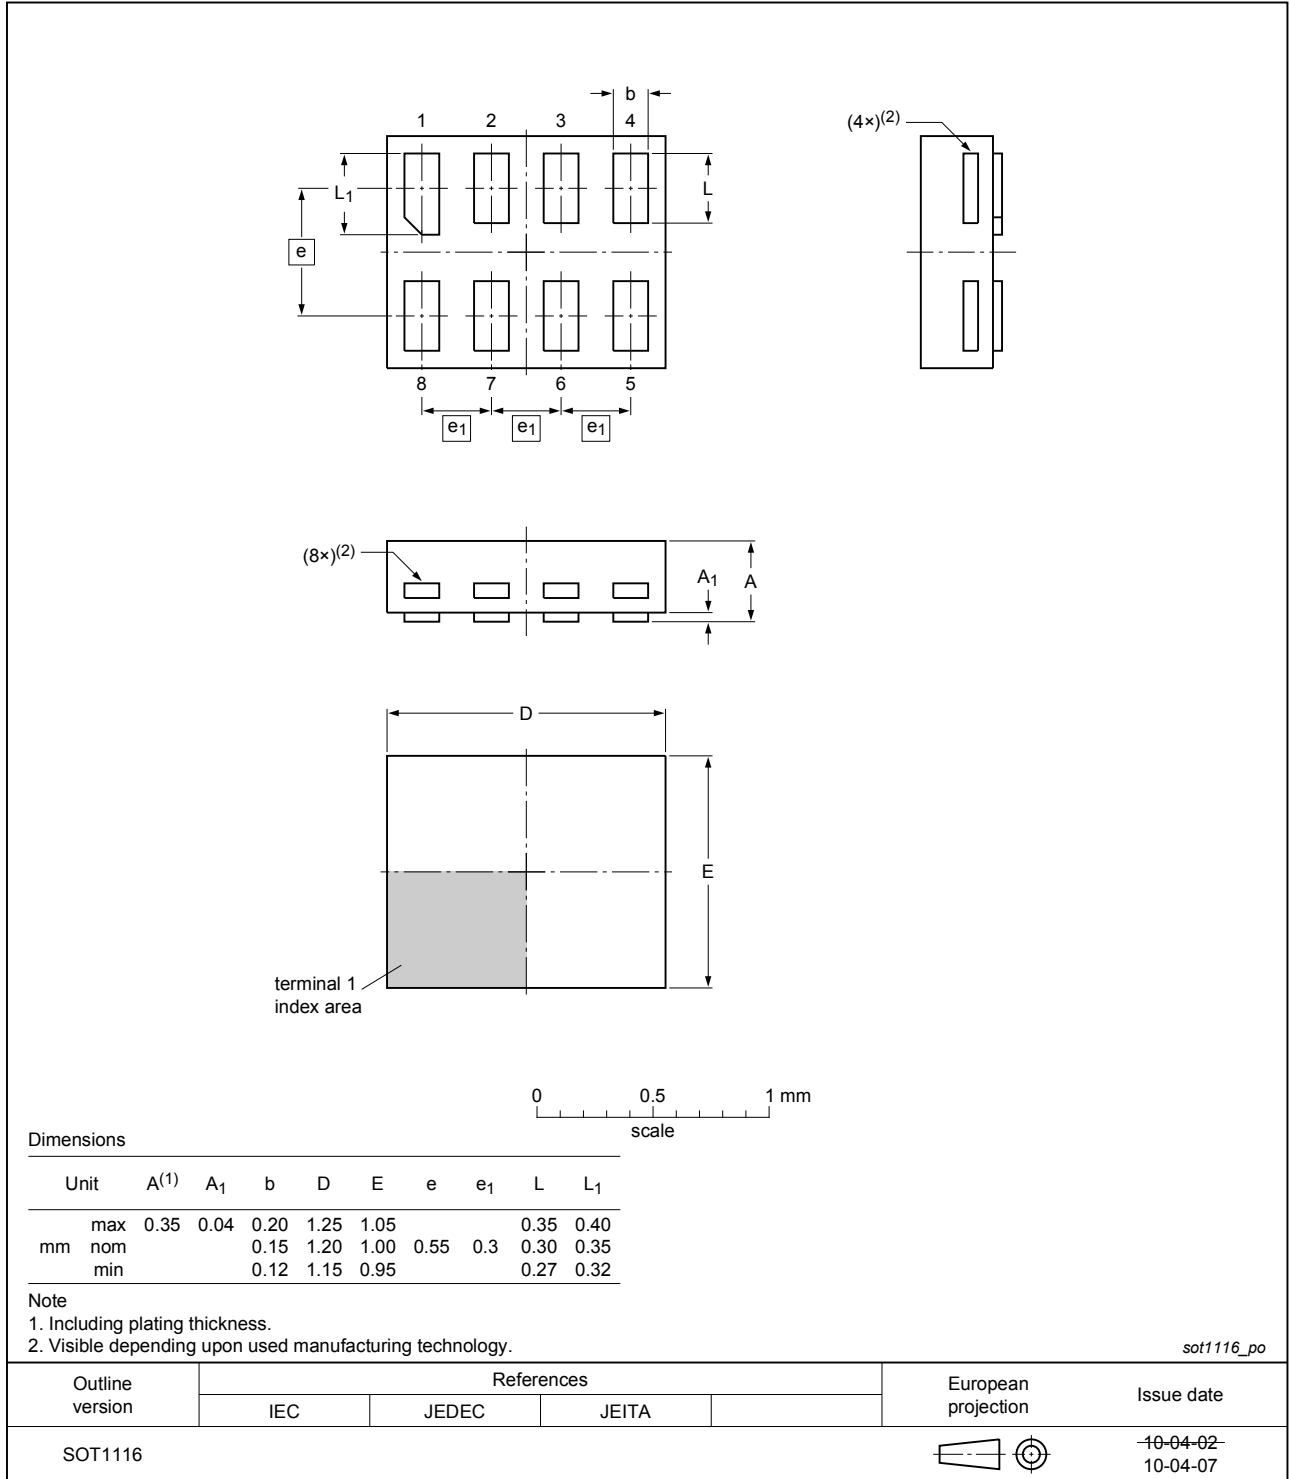 b
1 2 3 4
(4×)(2)
L1
L
e
8 7 6 5
e1 e1 e1
(8×)(2)
A1
A
D
E
terminal 1
index area
0 0.5 1 mm
scale
Dimensions
Unit A(1) A1 b D E e e1 L L1
max 0.35 0.04 0.20 1.25 1.05 0.35 0.40
mm nom 0.15 1.20 1.00 0.55 0.3 0.30 0.35
min 0.12 1.15 0.95 0.27 0.32
Note
1. Including plating thickness.
2. Visible depending upon used manufacturing technology.
sot1116_po
Outline
version
References
IEC JEDEC JEITA
European
projection
Issue date
SOT1116
10-04-02
10-04-07